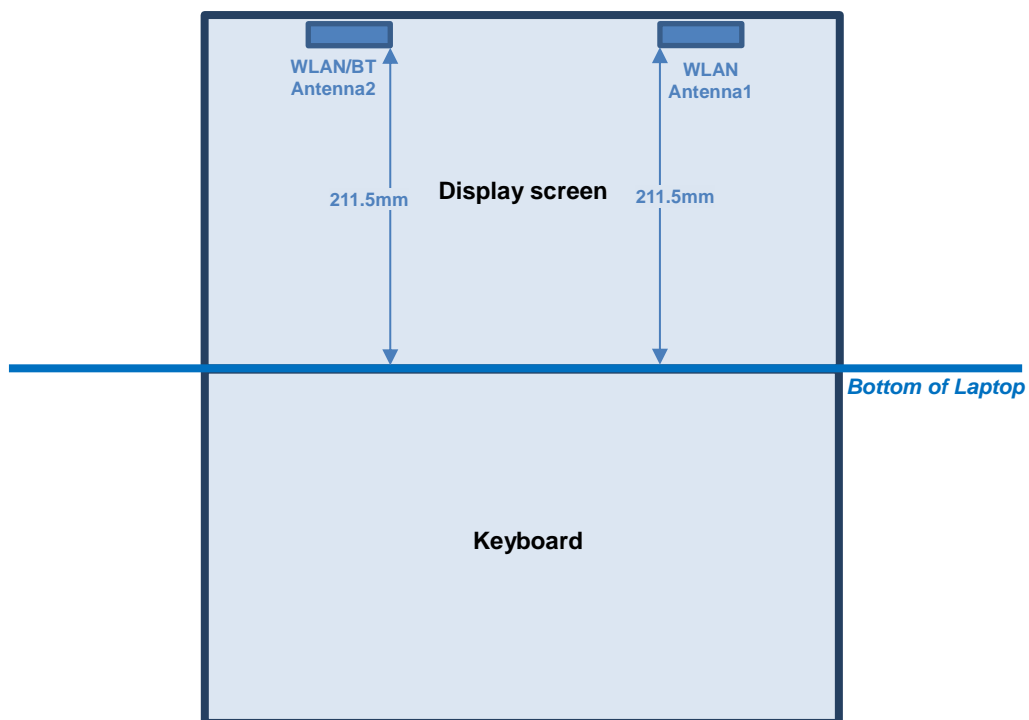 WLAN/BT
Antenna2
WLAN
Antenna1
211.5mm
Display screen
211.5mm
Bottom of Laptop
Keyboard